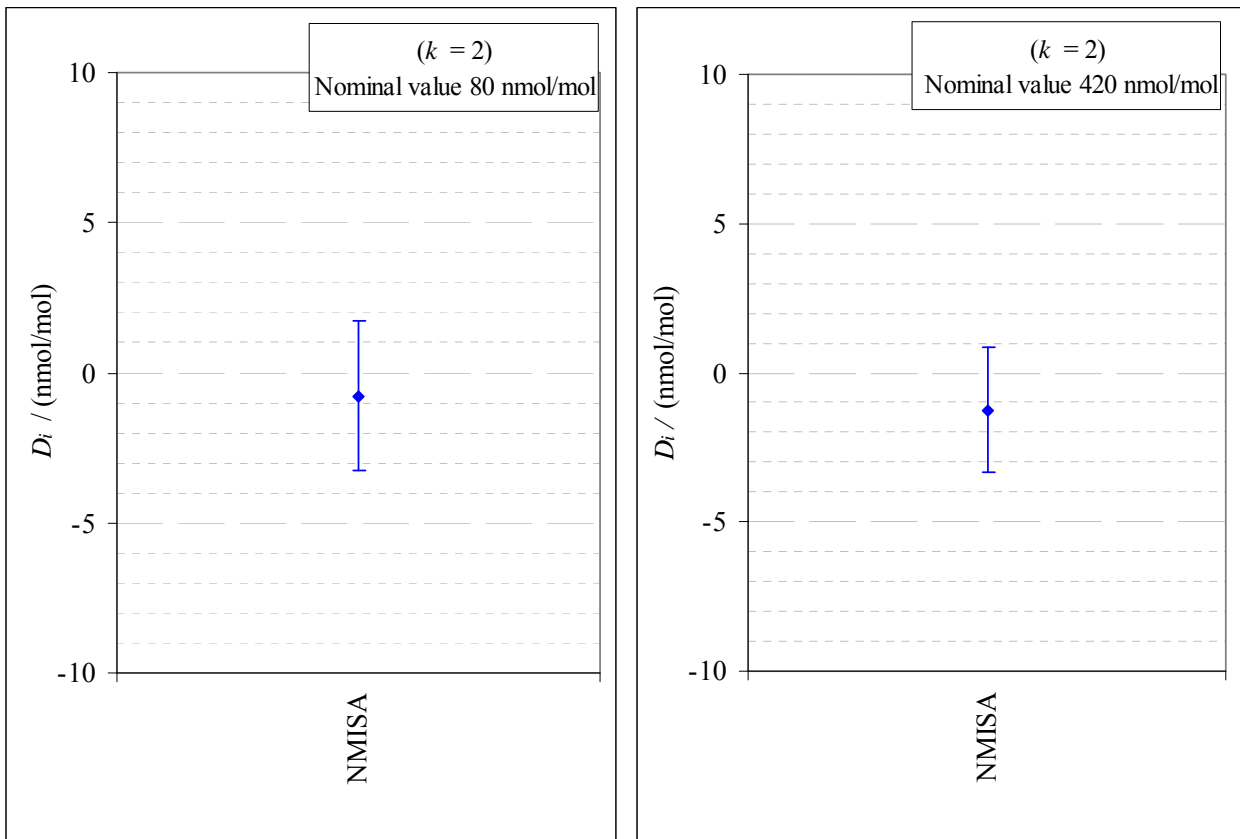 (k = 2)
Nominal value 80 nmol/mol
10
5
0
-5
-10
Di / (nmol/mol)
NMISA
(k = 2)
Nominal value 420 nmol/mol
10
5
0
-5
-10
Di / (nmol/mol)
NMISA